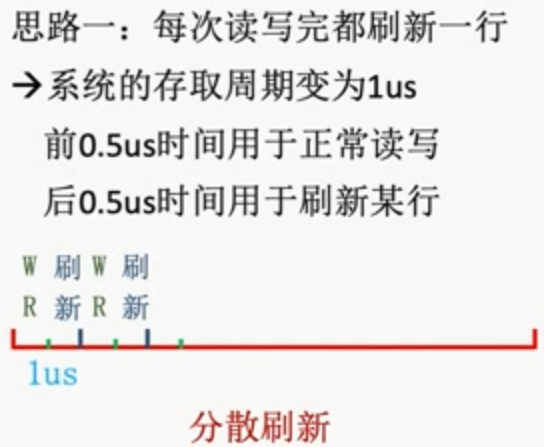 思路一：每次读写完都刷新一行
→系统的存取周期变为1us
前0.5us时间用于正常读写
后0.5us时间用于刷新某行
W 刷 W 刷
R 新 R 新
1us
分散刷新